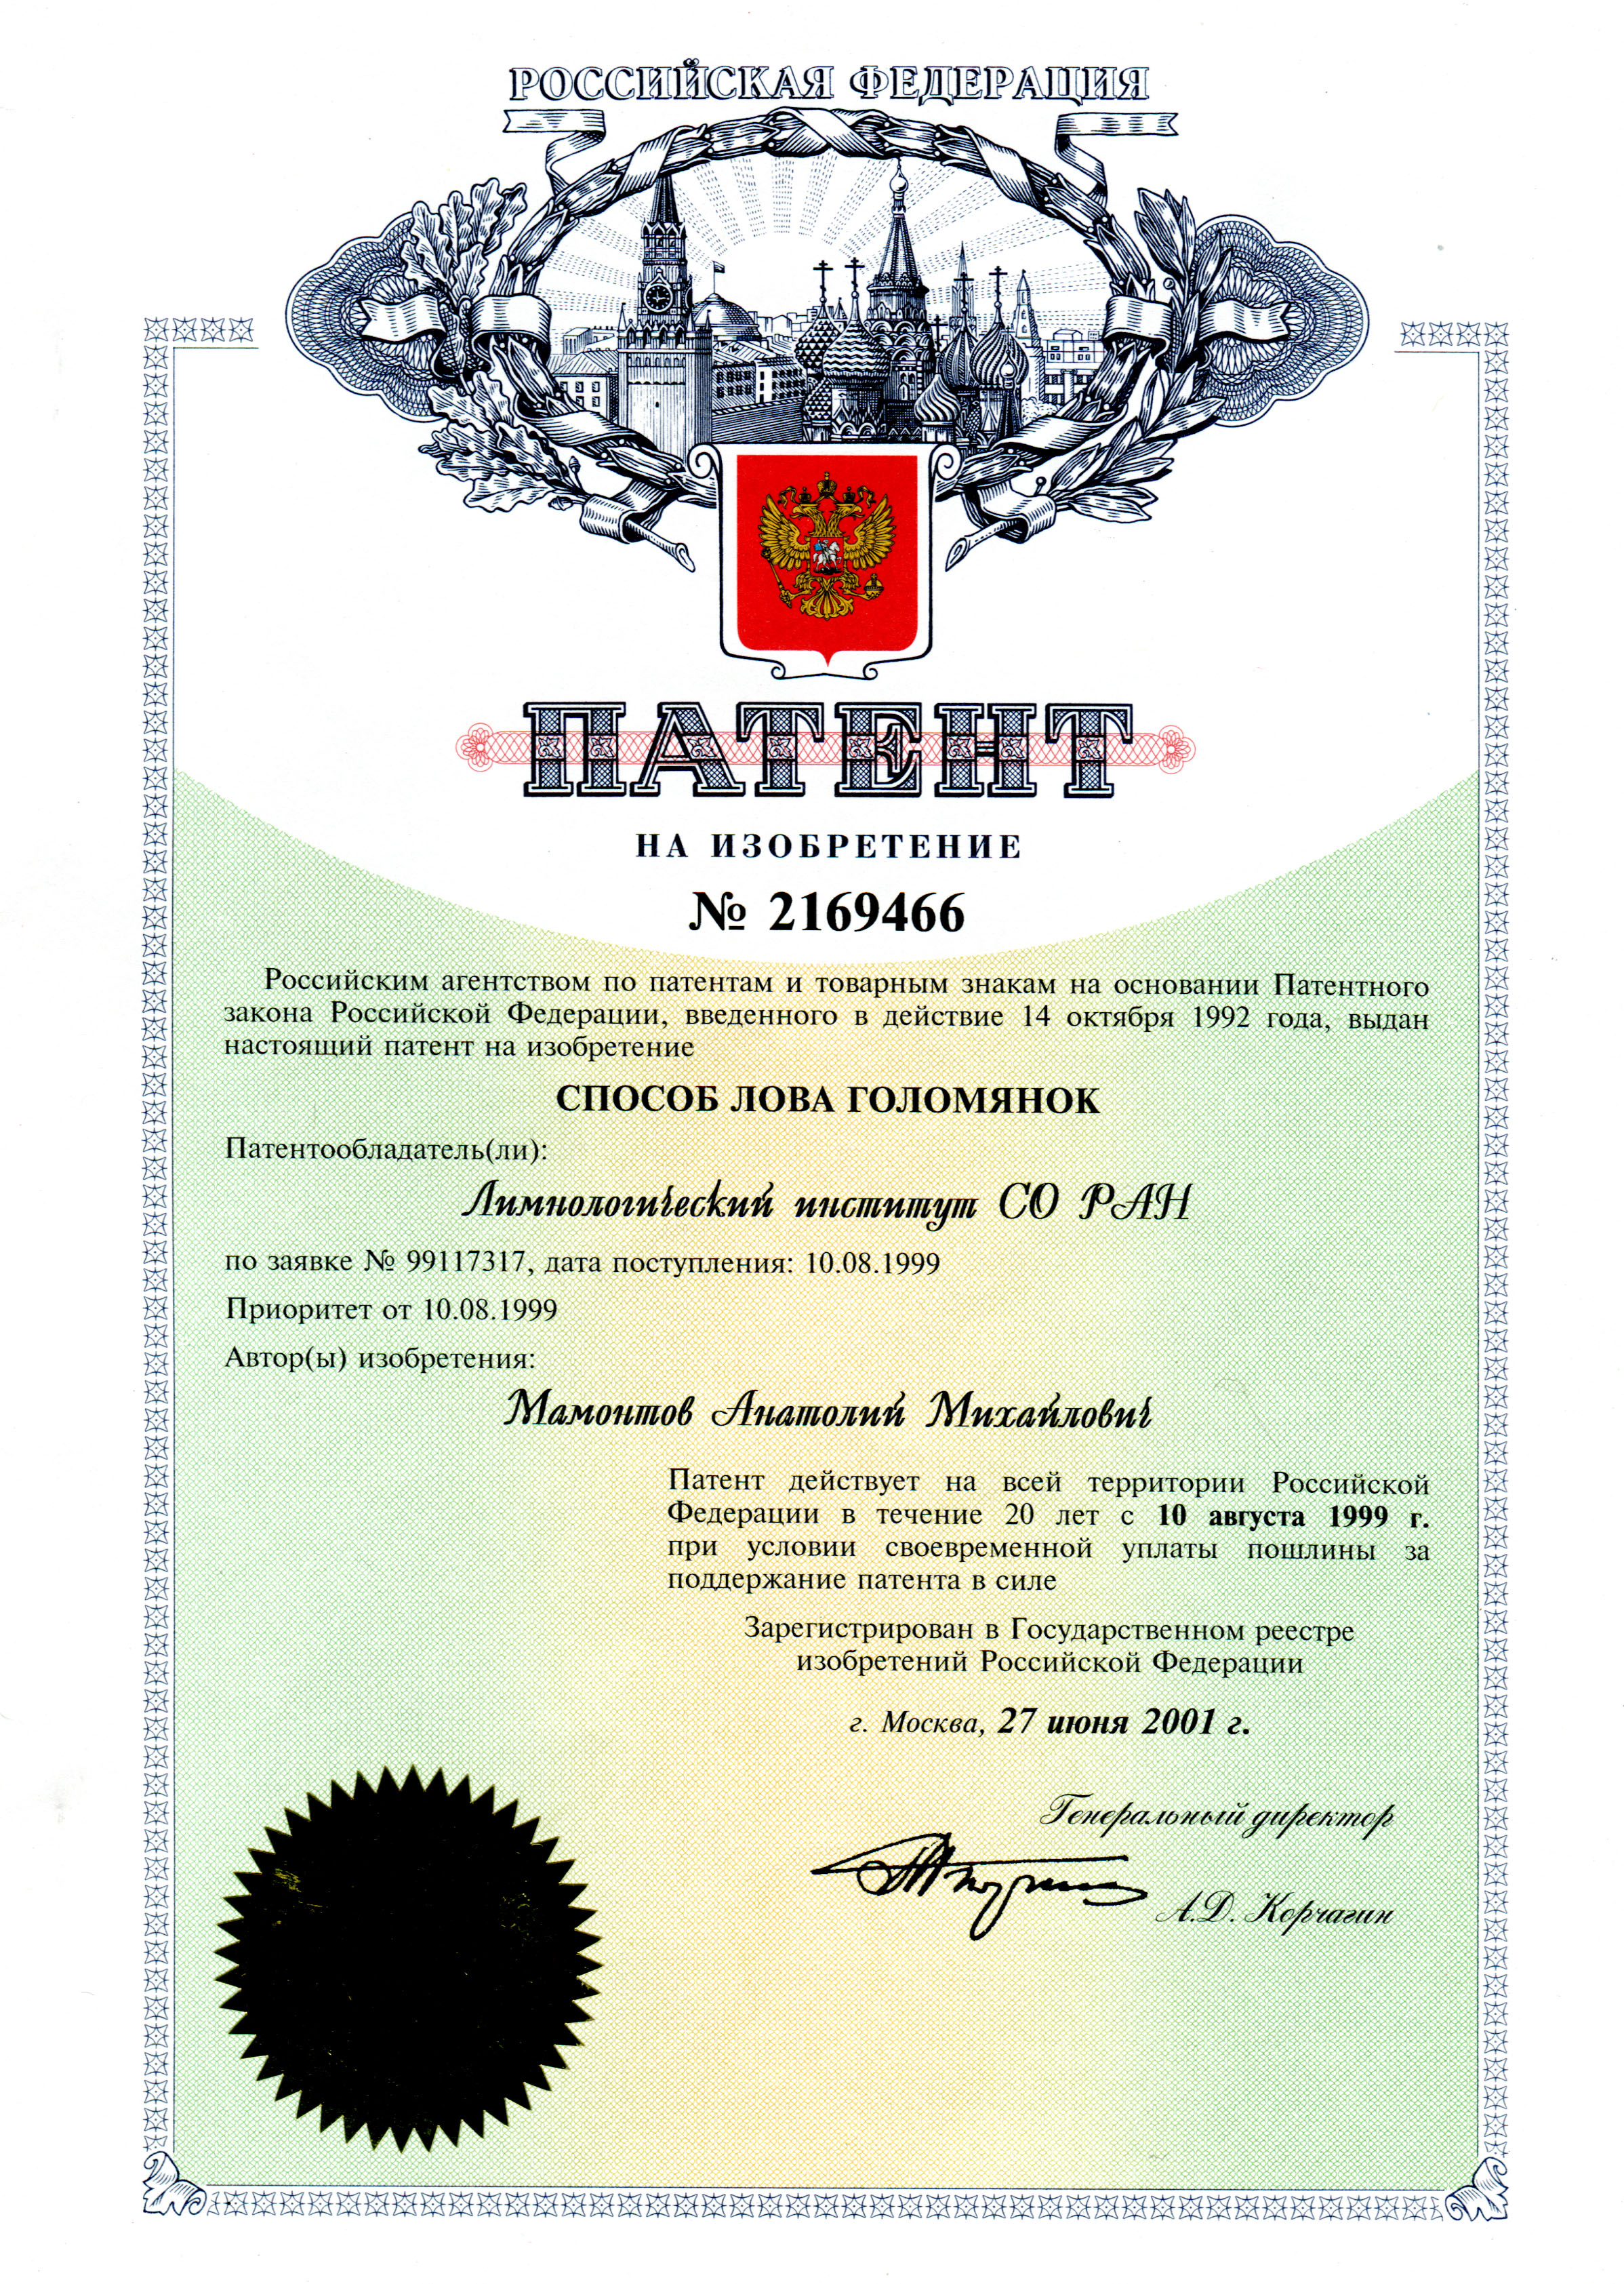 РОССИЙСКАЯ ФЕДЕРАЦИЯ
ПАТЕНТ
НА ИЗОБРЕТЕНИЕ
№ 2169466
Российским агентством по патентам и товарным знакам на основании Патентного
закона Российской Федерации, введенного в действие 14 октября 1992 года, выдан
настоящий патент на изобретение
СПОСОБ ЛОВА ГОЛОМЯНОК
Патентообладатель(ли):
Лимнологический институт СО РАН
по заявке № 99117317, дата поступления: 10.08.1999
Приоритет от 10.08.1999
Автор(ы) изобретения:
Мамонтов Анатолий Михайлович
Патент действует на всей территории Российской
Федерации в течение 20 лет с 10 августа 1999 г.
при условии своевременной уплаты пошлины за
поддержание патента в силе
Зарегистрирован в Государственном реестре
изобретений Российской Федерации
г. Москва, 27 июня 2001 г.
Генеральный директор
А.Д. Корчагин